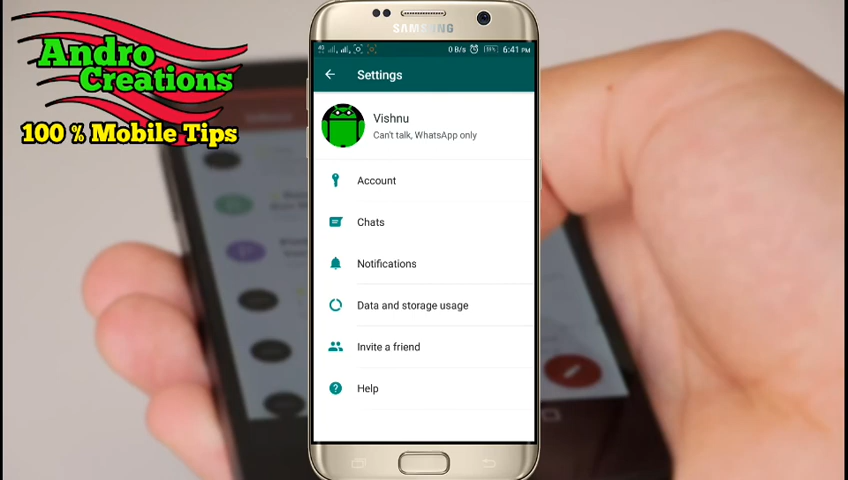 Andro
Creations
100 % Mobile Tips
SAMSUNG
0 B/s 6:41 PM
Settings
Vishnu
Can't talk, WhatsApp only
Account
Chats
Notifications
Data and storage usage
Invite a friend
Help